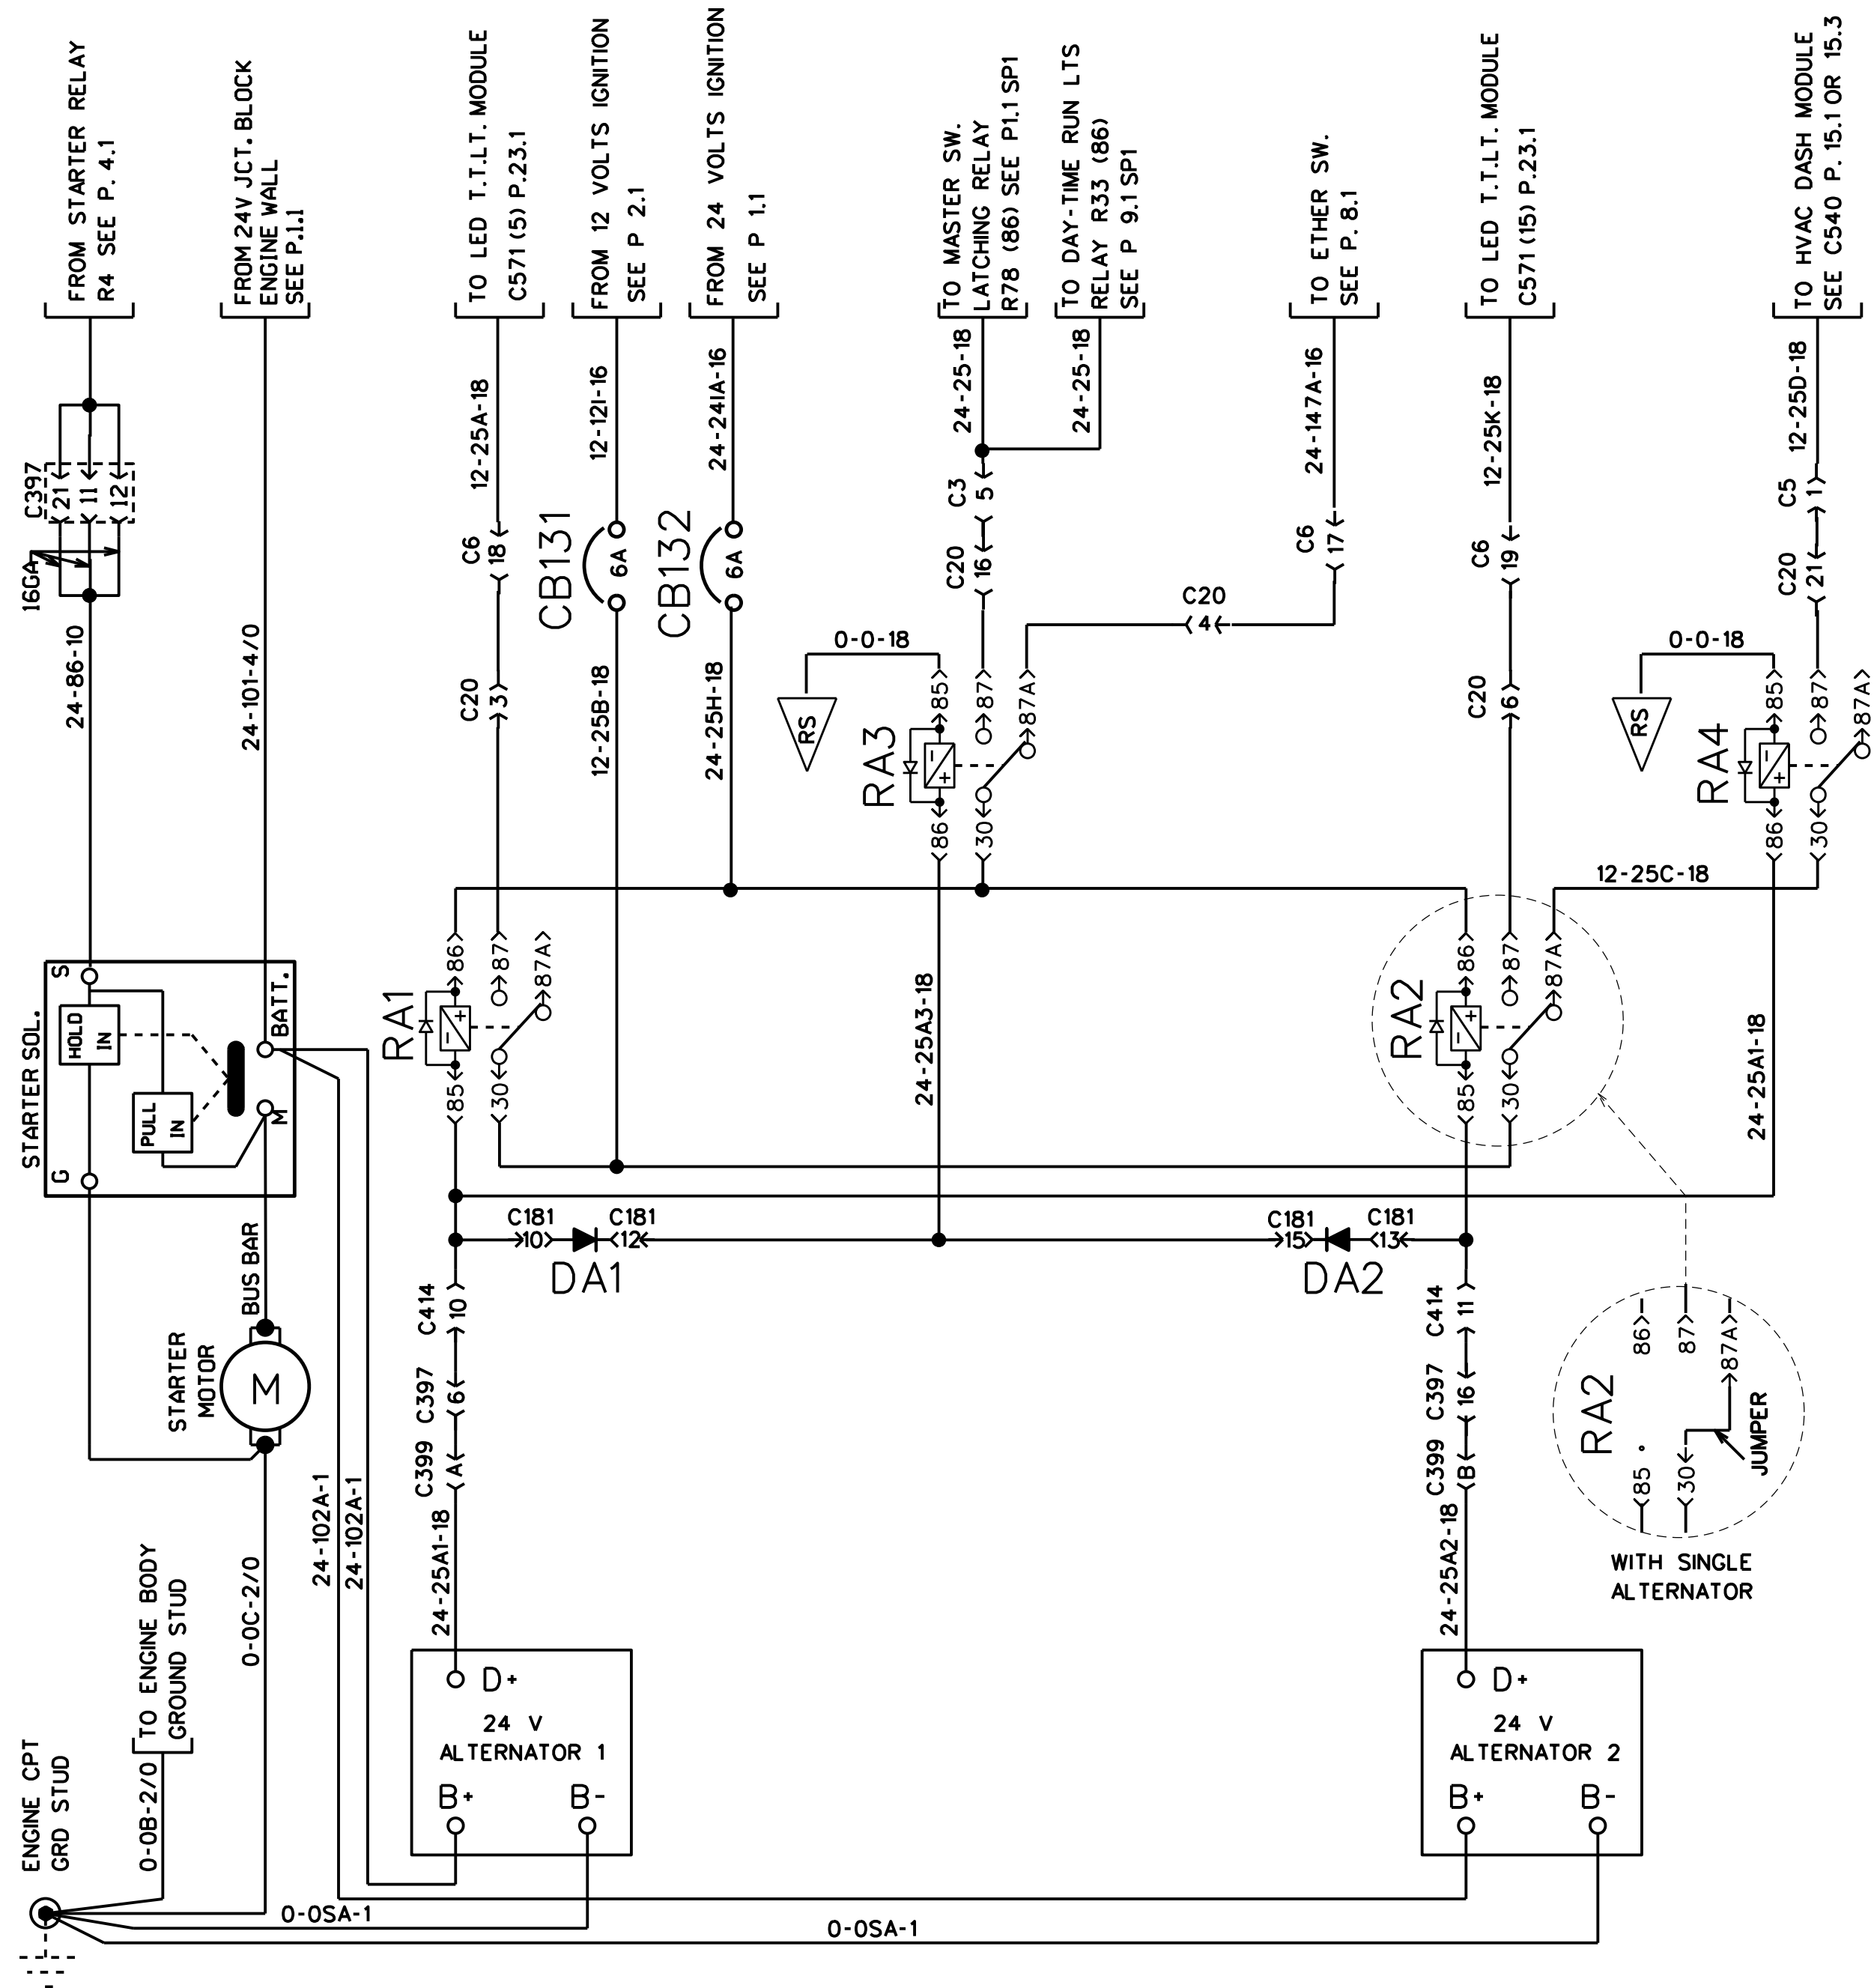 FROM STARTER RELAY
R4 SEE P. 4.1
FROM 24V JCT. BLOCK
ENGINE WALL
SEE P.1.1
TO LED T.T.LT. MODULE
C571 (5) P.23.1
FROM 12 VOLTS IGNITION
SEE P 2.1
FROM 24 VOLTS IGNITION
SEE P 1.1
TO MASTER SW.
LATCHING RELAY
R78 (86) SEE P1.1 SP1
TO DAY-TIME RUN LTS
RELAY R33 (86)
SEE P 9.1 SP1
TO ETHER SW.
SEE P. 8.1
TO LED T.T.LT. MODULE
C571 (15) P.23.1
TO HVAC DASH MODULE
SEE C540 P. 15.1 OR 15.3
12-25A-18
12-12I-16
24-24IA-16
24-25-18
24-25-18
24-147A-16
12-25K-18
12-25D-18
C397
21
11
12
16GA
C6
18
CB131
6A
CB132
6A
C3
5
C20
16
C6
17
C6
19
C5
1
C20
21
C20
4
24-86-10
24-101-4/0
C20
3
12-25B-18
24-25H-18
0-0-18
RS
RA3
85
87
87A
86
30
C20
6
0-0-18
RS
RA4
85
87
87A
86
30
12-25C-18
STARTER SOL.
S
HOLD
IN
PULL
IN
BATT.
M
G
RA1
86
87
87A
85
30
24-25A3-18
RA2
86
87
87A
85
30
24-25A1-18
BUS BAR
C181
10
C181
12
DA1
C181
15
C181
13
DA2
STARTER
MOTOR
M
C414
10
C397
6
C399
A
C414
11
C397
16
C399
B
RA2
86
87
87A
85
30
JUMPER
WITH SINGLE
ALTERNATOR
0-0C-2/0
24-102A-1
24-102A-1
24-25A1-18
24-25A2-18
TO ENGINE BODY
GROUND STUD
0-0B-2/0
ENGINE CPT
GRD STUD
D+
24 V
ALTERNATOR 1
B+
B-
D+
24 V
ALTERNATOR 2
B+
B-
0-0SA-1
0-0SA-1